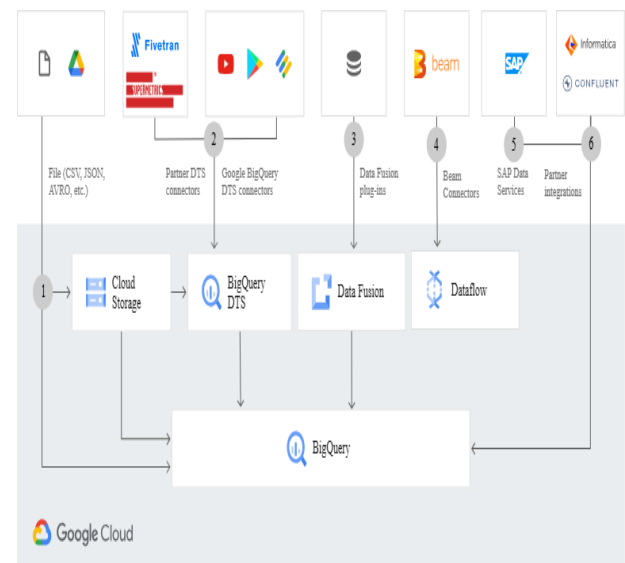 Fivetran
SUPERMETRICS
beam
SAP
Informatica
CONFLUENT
2
3
4
5
6
File (CSV, JSON,
AVRO, etc.)
Partner DTS
connectors
Google BigQuery
DTS connectors
Data Fusion
plug-ins
Beam
Connectors
SAP Data
Services
Partner
integrations
1
Cloud
Storage
BigQuery
DTS
Data Fusion
Dataflow
BigQuery
Google Cloud